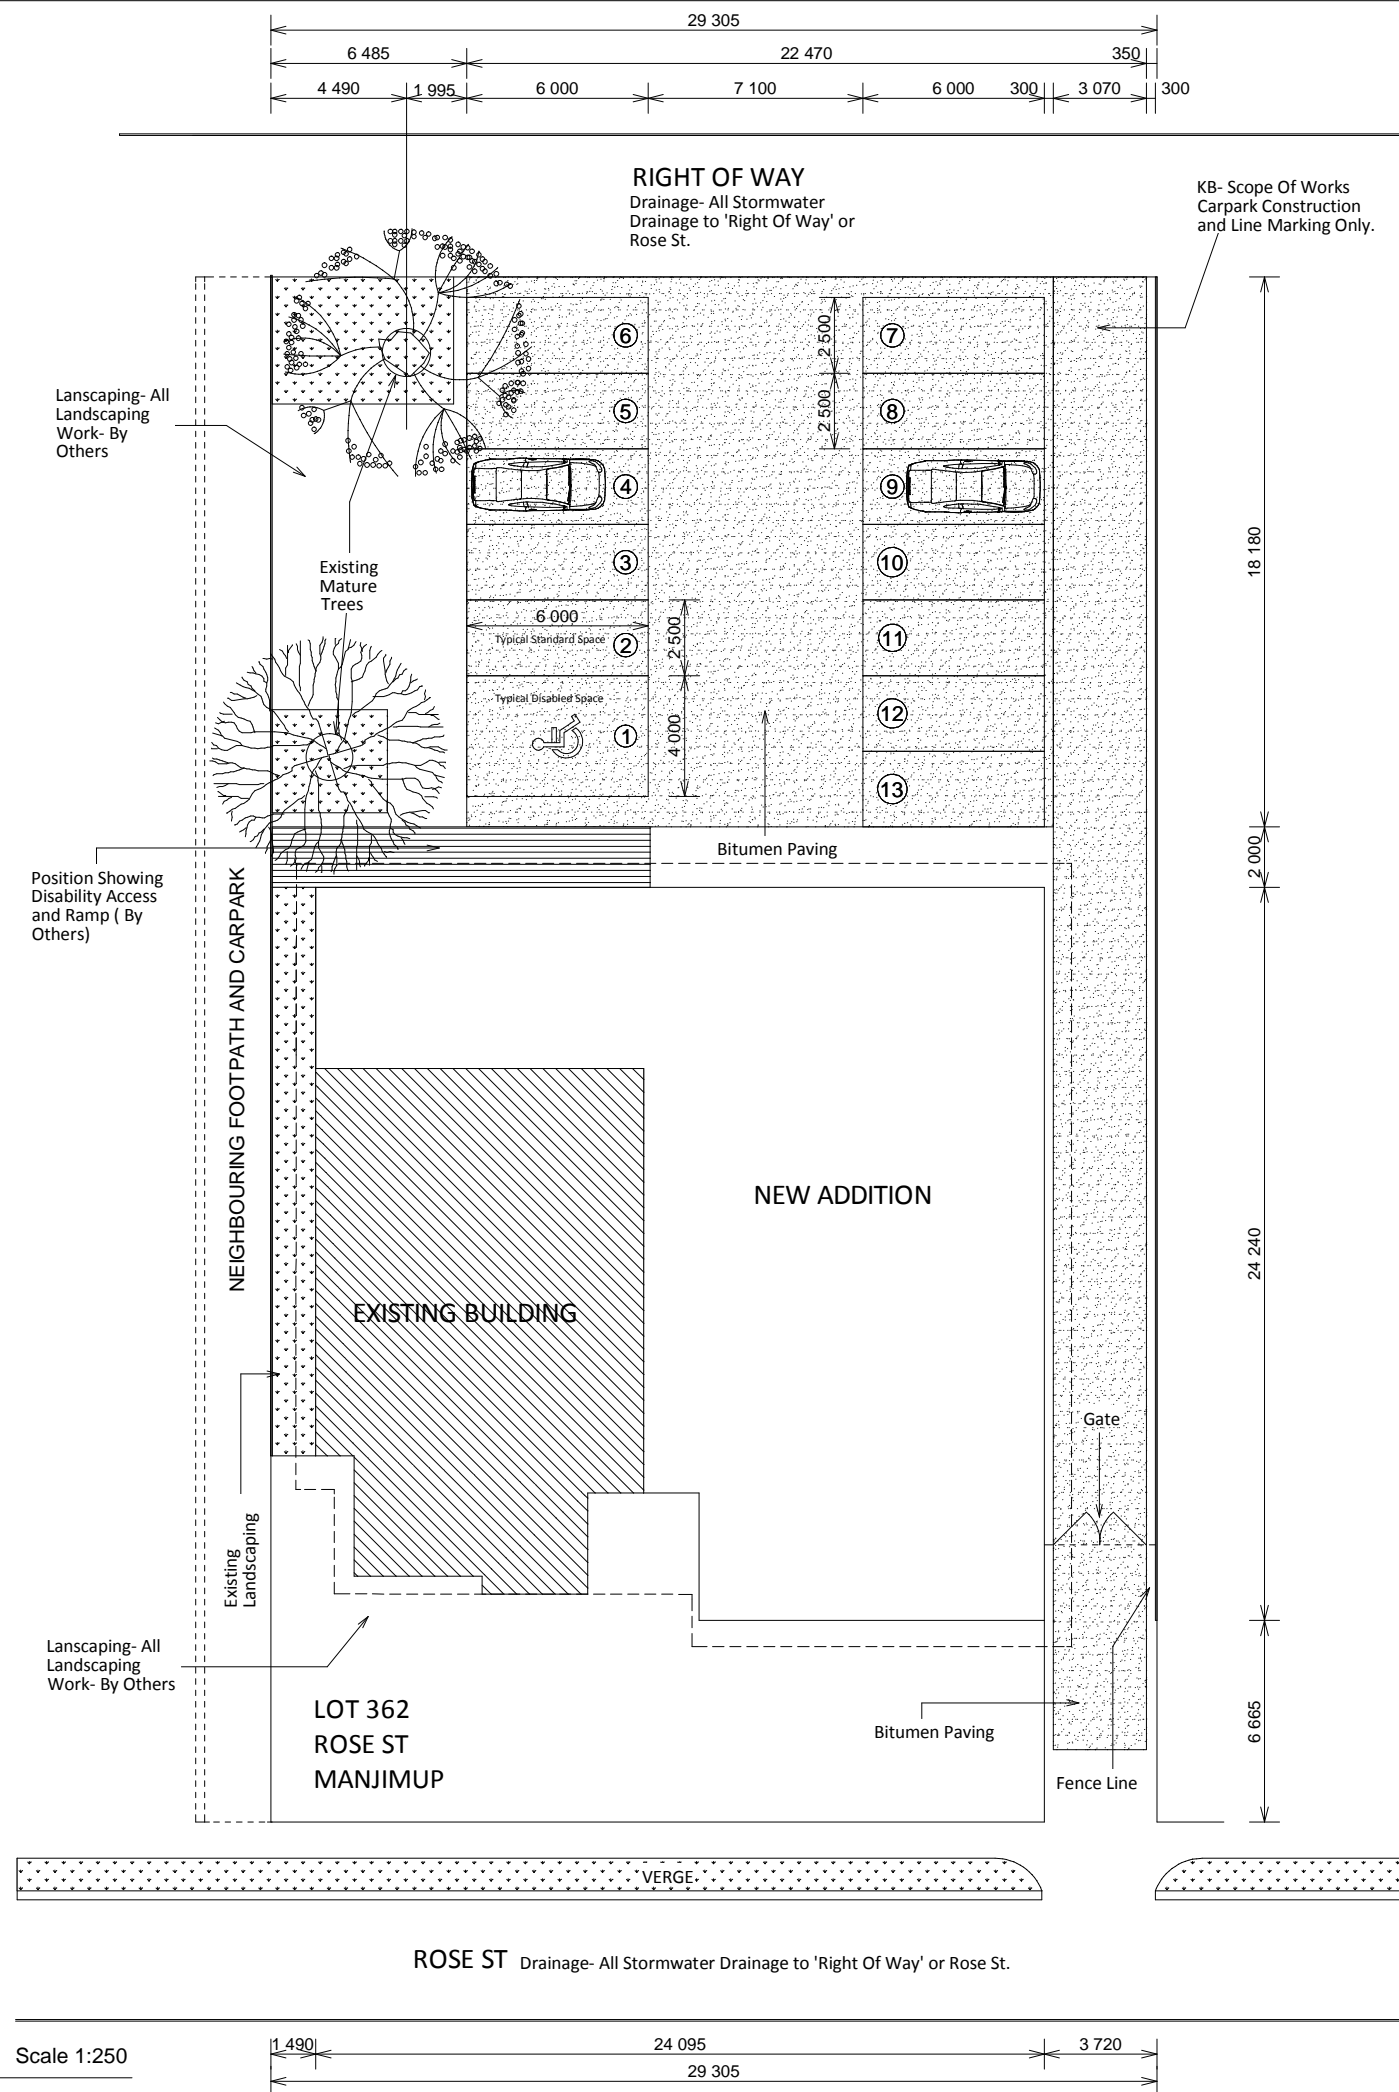 29 305
6 485
22 470
350
4 490
1 995
6 000
7 100
6 000
300
3 070
300
RIGHT OF WAY
Drainage- All Stormwater
Drainage to 'Right Of Way' or
Rose St.
KB- Scope Of Works
Carpark Construction
and Line Marking Only.
6
7
2 500
5
8
2 500
Lanscaping- All
Landscaping
Work- By
Others
4
9
18 180
3
10
Existing
Mature
Trees
6 000
Typical Standard Space
2
2 500
11
Typical Disabled Space
1
4 000
12
13
Bitumen Paving
2 000
Position Showing
Disability Access
and Ramp ( By
Others)
NEIGHBOURING FOOTPATH AND CARPARK
NEW ADDITION
24 240
EXISTING BUILDING
Gate
Existing
Landscaping
Lanscaping- All
Landscaping
Work- By Others
LOT 362
ROSE ST
MANJIMUP
Bitumen Paving
6 665
Fence Line
VERGE
ROSE ST Drainage- All Stormwater Drainage to 'Right Of Way' or Rose St.
Scale 1:250
1 490
24 095
3 720
29 305